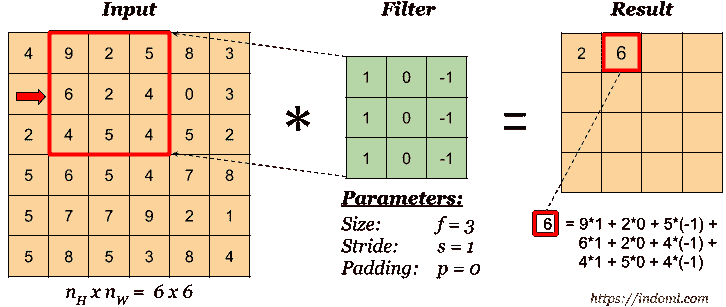 Input Filter Result
4 9 2 5 8 3
6 2 4 0 3
2 4 5 4 5 2
5 6 5 4 7 8
5 7 7 9 2 1
5 8 5 3 8 4
n_H x n_W = 6 x 6
*
1 0 -1
1 0 -1
1 0 -1
Parameters:
Size: f = 3
Stride: s = 1
Padding: p = 0
=
2 6
6 = 9*1 + 2*0 + 5*(-1) +
6*1 + 2*0 + 4*(-1) +
4*1 + 5*0 + 4*(-1)
https://indoml.com